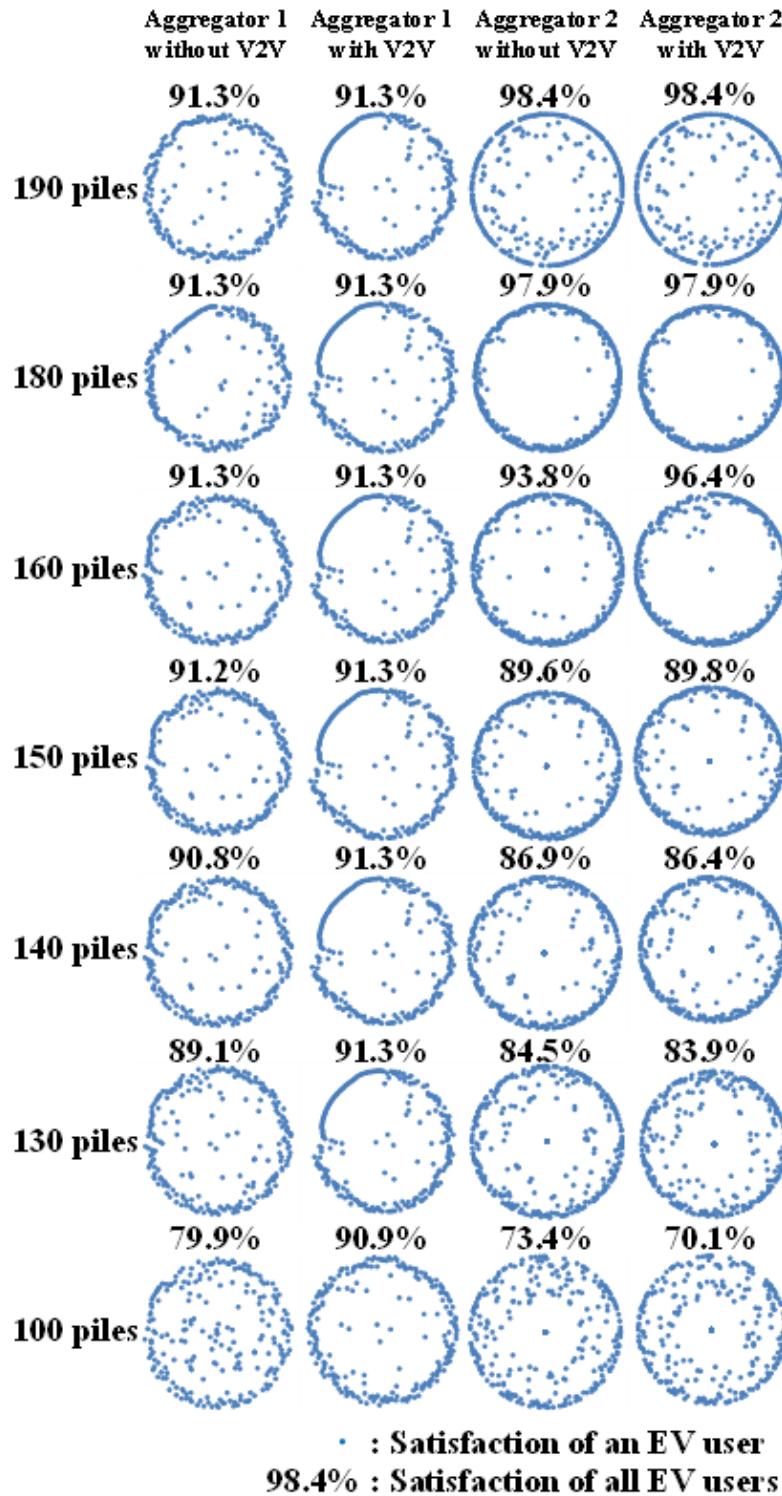 Aggregator 1 Aggregator 1 Aggregator 2 Aggregator 2
without V2V with V2V without V2V with V2V
91.3% 91.3% 98.4% 98.4%
190 piles
91.3% 91.3% 97.9% 97.9%
180 piles
91.3% 91.3% 93.8% 96.4%
160 piles
91.2% 91.3% 89.6% 89.8%
150 piles
90.8% 91.3% 86.9% 86.4%
140 piles
89.1% 91.3% 84.5% 83.9%
130 piles
79.9% 90.9% 73.4% 70.1%
100 piles
: Satisfaction of an EV user
98.4% : Satisfaction of all EV users